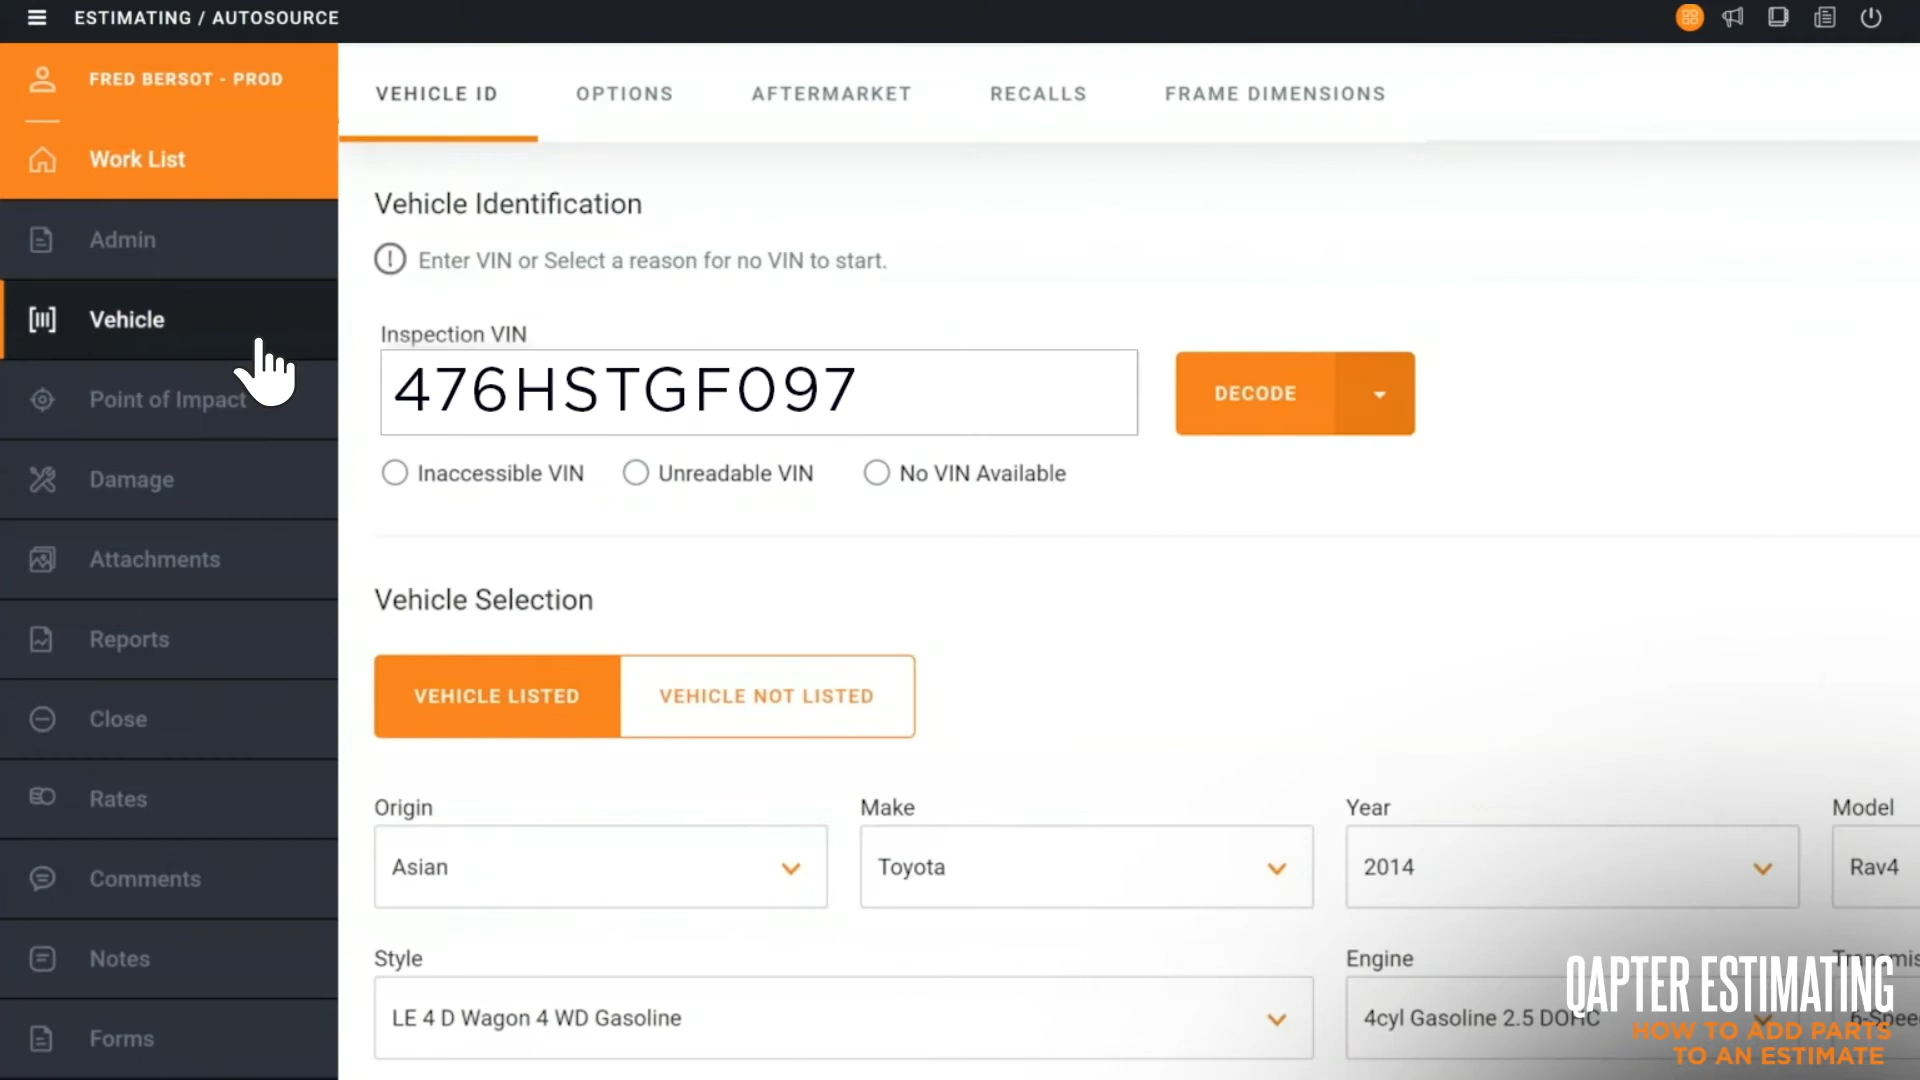 ESTIMATING / AUTOSOURCE
FRED BERSOT - PROD
Work List
Admin
Vehicle
Point of Impact
Damage
Attachments
Reports
Close
Rates
Comments
Notes
Forms
VEHICLE ID OPTIONS AFTERMARKET RECALLS FRAME DIMENSIONS
Vehicle Identification
Enter VIN or Select a reason for no VIN to start.
Inspection VIN
476HSTGF097
DECODE
Inaccessible VIN Unreadable VIN No VIN Available
Vehicle Selection
VEHICLE LISTED VEHICLE NOT LISTED
Origin Make Year Model
Asian Toyota 2014 Rav4
Style Engine
LE 4 D Wagon 4 WD Gasoline 4cyl Gasoline 2.5 DOHC
QAPTER ESTIMATING
HOW TO ADD PARTS
TO AN ESTIMATE